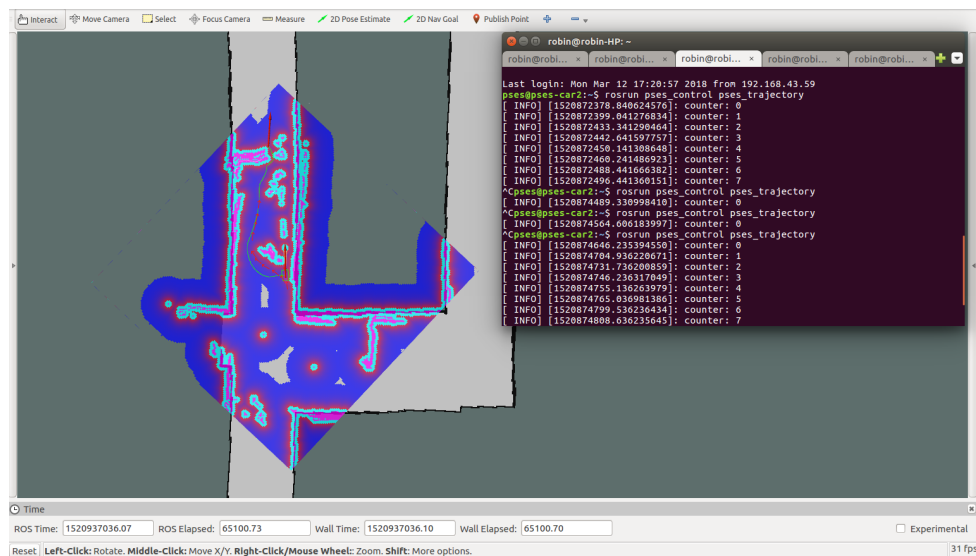 Interact Move Camera Select Focus Camera Measure 2D Pose Estimate 2D Nav Goal Publish Point
robin@robin-HP: ~
robin@robi... × robin@robi... × robin@robi... × robin@robi... × robin@robi... ×
Last login: Mon Mar 12 17:20:57 2018 from 192.168.43.59
pses@pses-car2:~$ rosrun pses_control pses_trajectory
[ INFO] [1520872378.840624576]: counter: 0
[ INFO] [1520872399.041276834]: counter: 1
[ INFO] [1520872433.341290464]: counter: 2
[ INFO] [1520872442.641597757]: counter: 3
[ INFO] [1520872450.141308648]: counter: 4
[ INFO] [1520872460.241486923]: counter: 5
[ INFO] [1520872488.441666382]: counter: 6
[ INFO] [1520872496.441360151]: counter: 7
^Cpses@pses-car2:~$ rosrun pses_control pses_trajectory
[ INFO] [1520874489.330998410]: counter: 0
^Cpses@pses-car2:~$ rosrun pses_control pses_trajectory
[ INFO] [1520874564.606183997]: counter: 0
^Cpses@pses-car2:~$ rosrun pses_control pses_trajectory
[ INFO] [1520874646.235394550]: counter: 0
[ INFO] [1520874704.936220671]: counter: 1
[ INFO] [1520874731.736200859]: counter: 2
[ INFO] [1520874746.236317049]: counter: 3
[ INFO] [1520874755.136263979]: counter: 4
[ INFO] [1520874765.036981386]: counter: 5
[ INFO] [1520874799.536236434]: counter: 6
[ INFO] [1520874808.636235645]: counter: 7
Time
ROS Time: 1520937036.07 ROS Elapsed: 65100.73 Wall Time: 1520937036.10 Wall Elapsed: 65100.70 Experimental
Reset Left-Click: Rotate. Middle-Click: Move X/Y. Right-Click/Mouse Wheel:: Zoom. Shift: More options. 31 fps